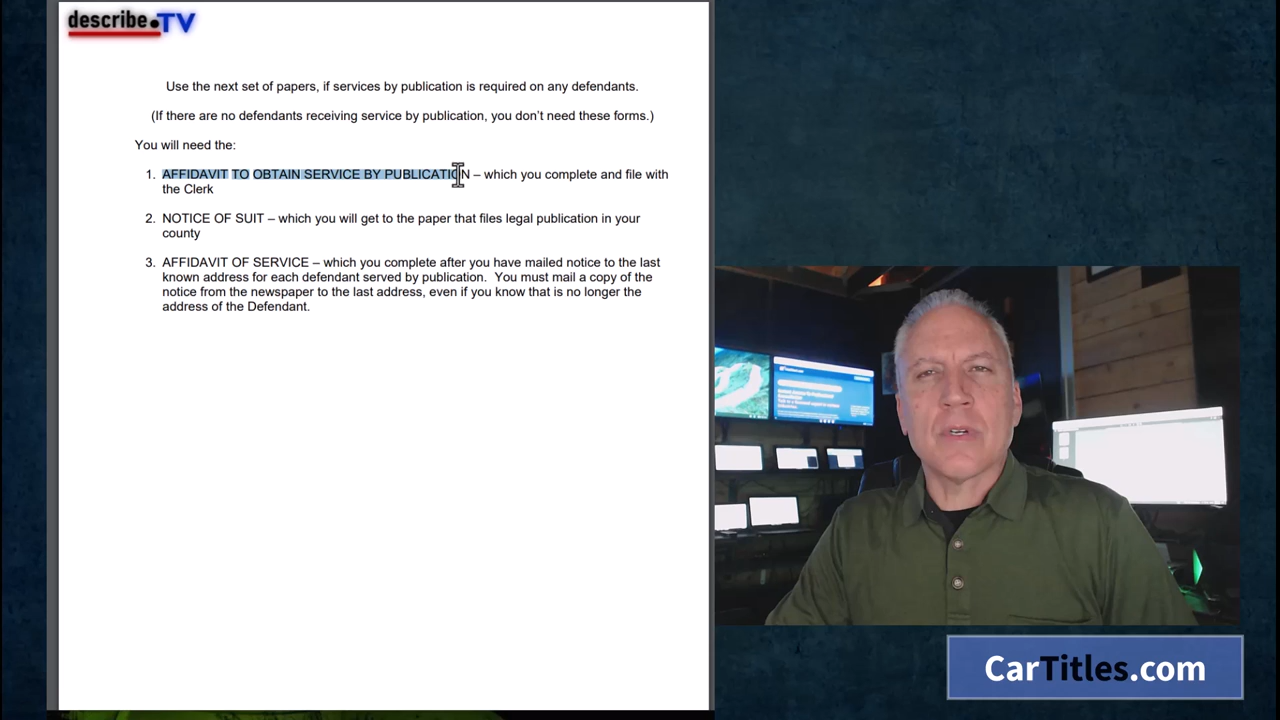 describe.TV
Use the next set of papers, if services by publication is required on any defendants.
(If there are no defendants receiving service by publication, you don’t need these forms.)
You will need the:
1. AFFIDAVIT TO OBTAIN SERVICE BY PUBLICATION – which you complete and file with
the Clerk
2. NOTICE OF SUIT – which you will get to the paper that files legal publication in your
county
3. AFFIDAVIT OF SERVICE – which you complete after you have mailed notice to the last
known address for each defendant served by publication.  You must mail a copy of the
notice from the newspaper to the last address, even if you know that is no longer the
address of the Defendant.
CarTitles.com